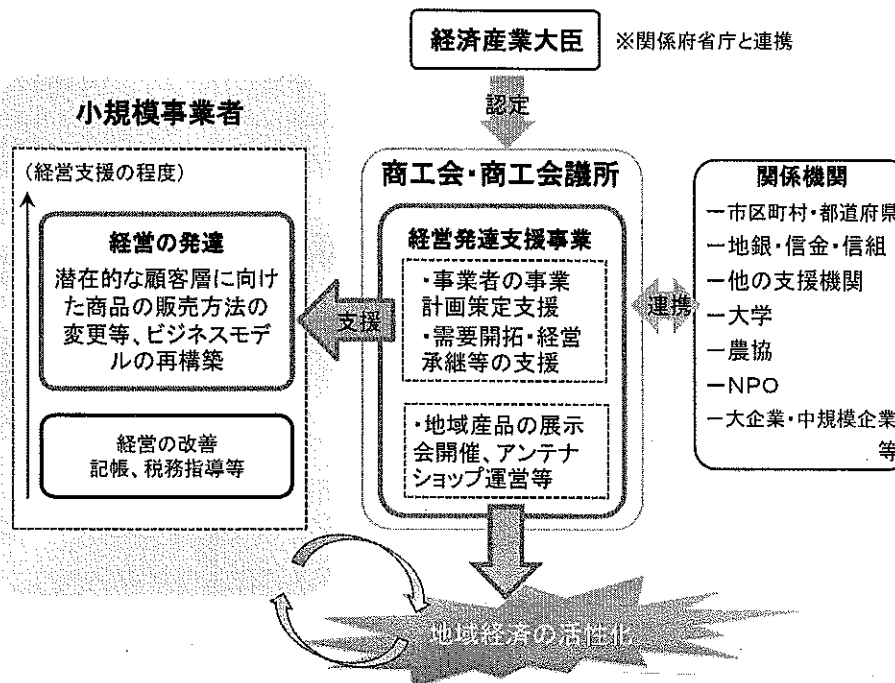 経済産業大臣
※関係府省庁と連携
認定
小規模事業者
(経営支援の程度)
経営の発達
潜在的な顧客層に向け
た商品の販売方法の
変更等、ビジネスモデ
ルの再構築
経営の改善
記帳、税務指導等
支援
商工会・商工会議所
経営発達支援事業
・事業者の事業
計画策定支援
・需要開拓・経営
承継等の支援
・地域産品の展示
会開催、アンテナ
ショップ運営等
連携
関係機関
ー市区町村・都道府県
ー地銀・信金・信組
ー他の支援機関
ー大学
ー農協
ーNPO
ー大企業・中規模企業
等
地域経済の活性化